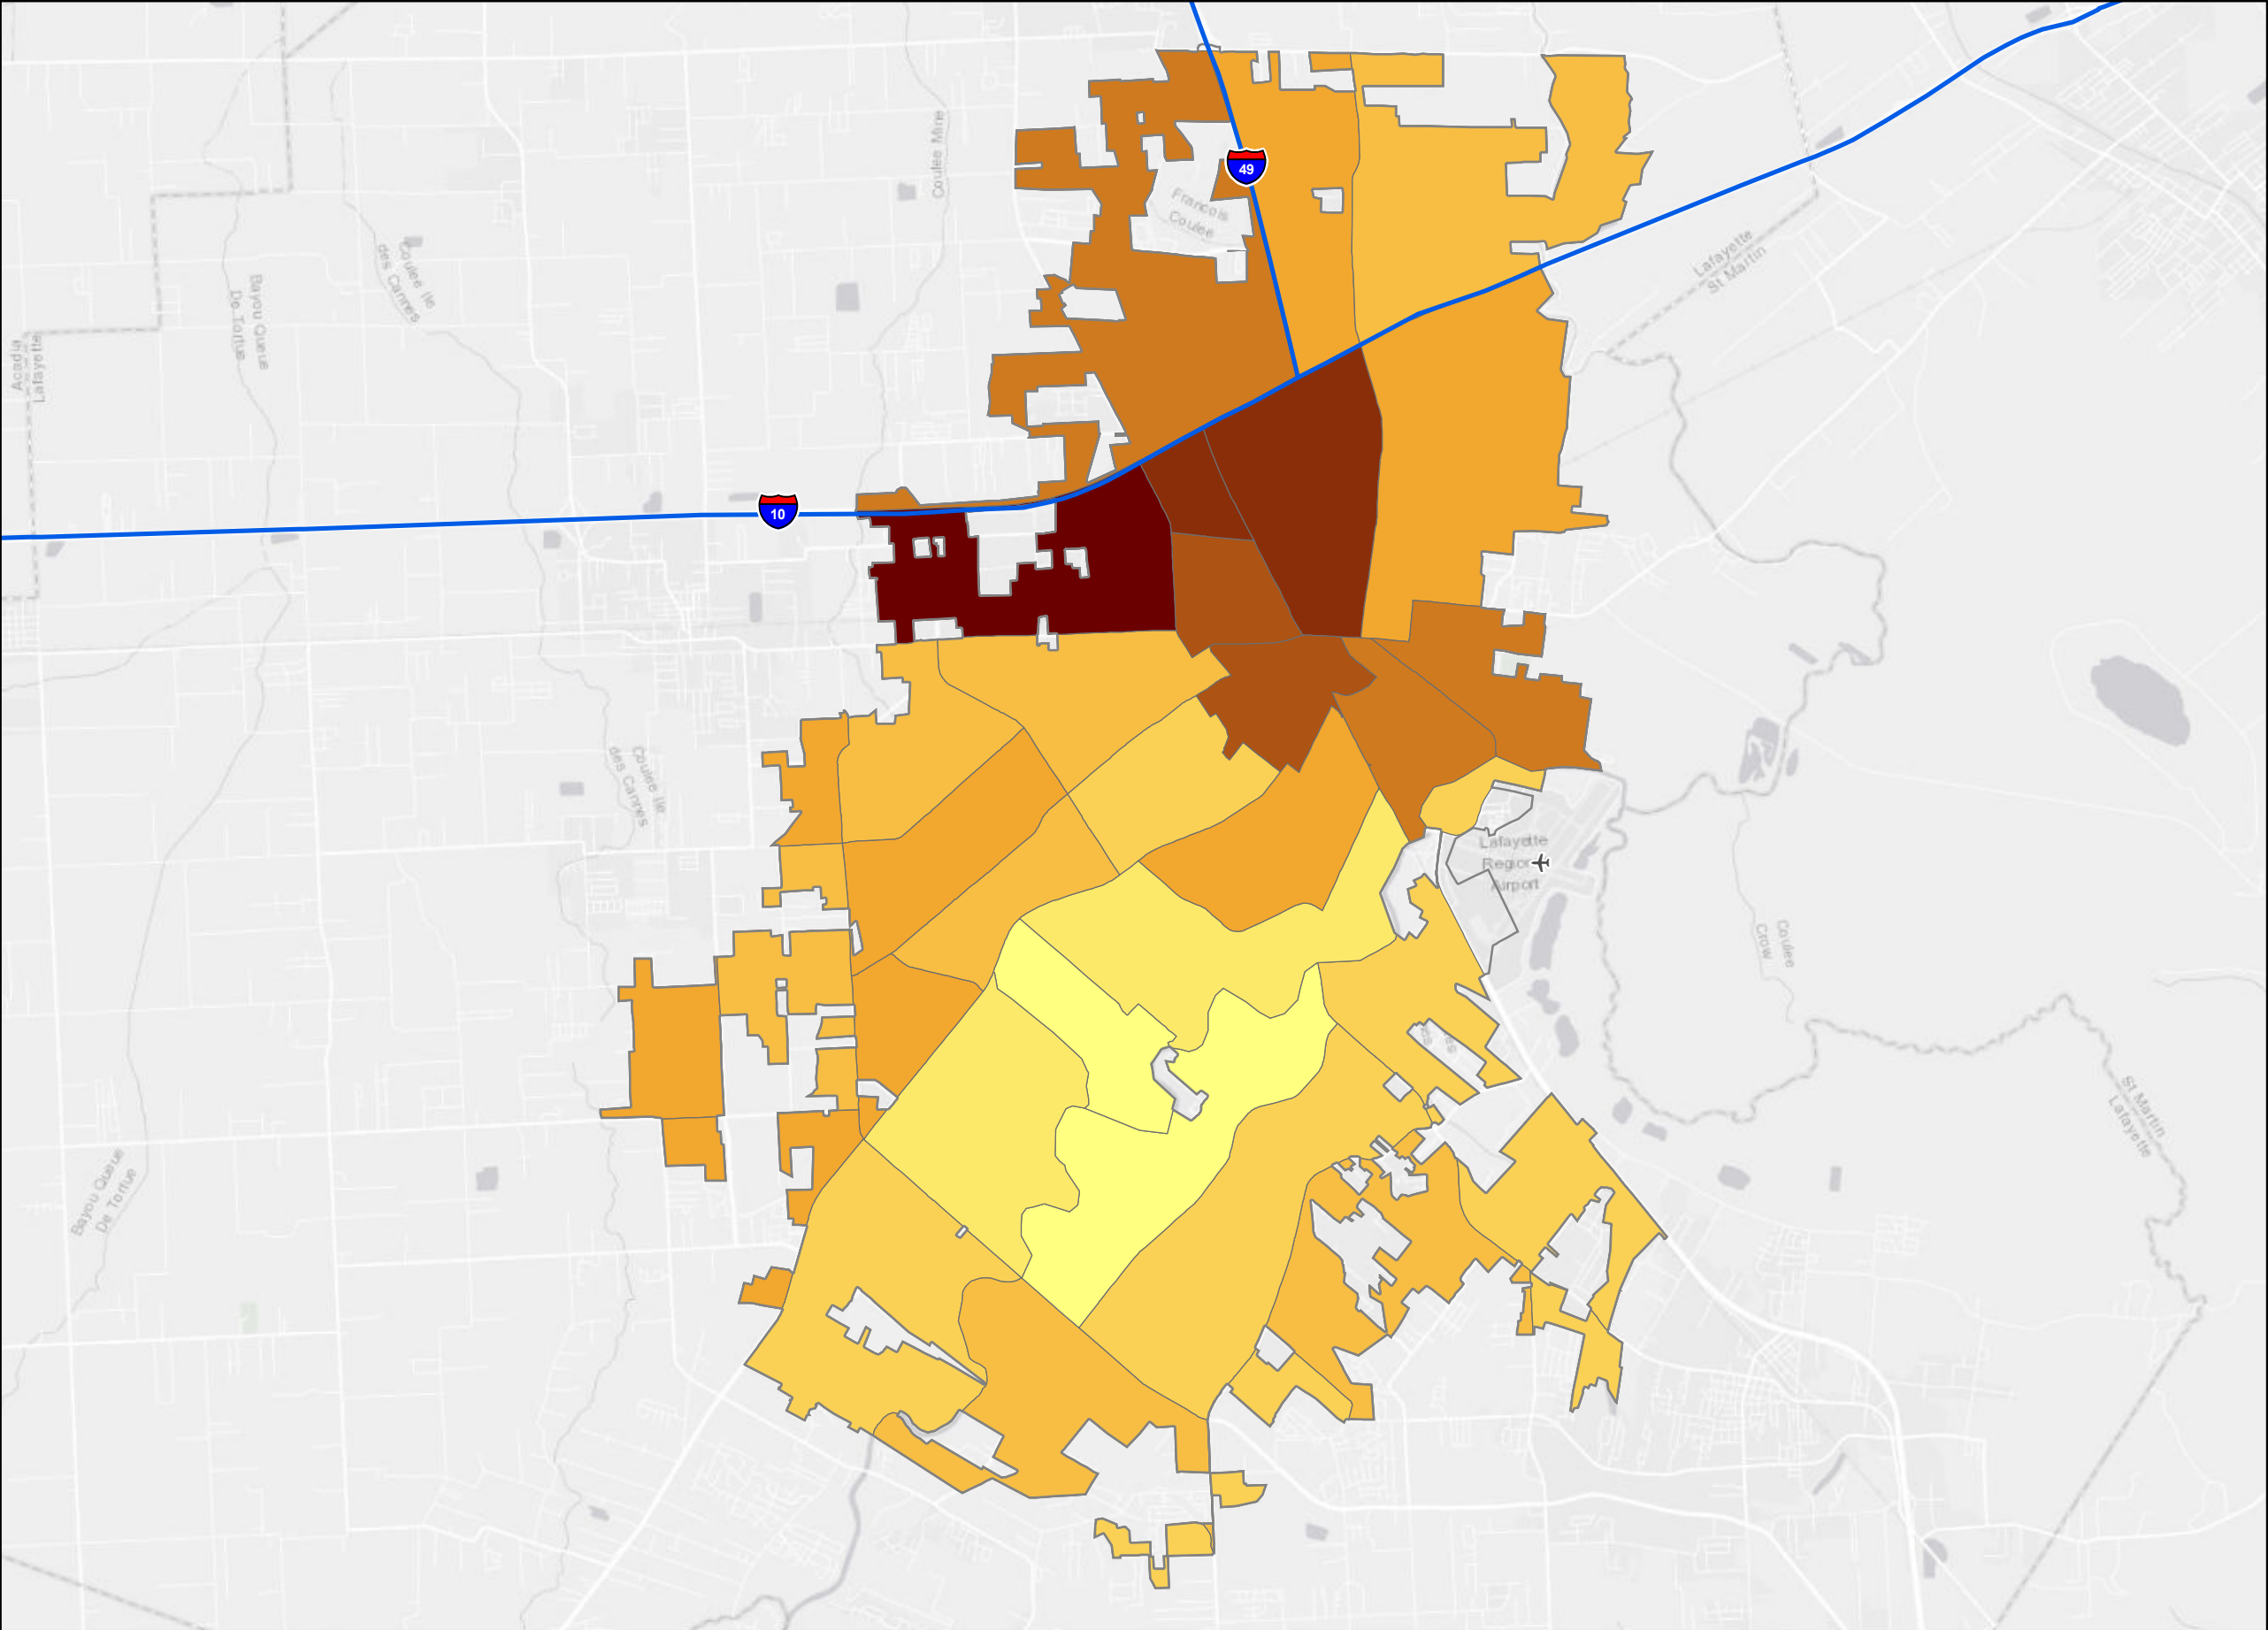 49
Francois
Coulee
Coulee Mine
Coulee Ile
des Cannes
Bayou Queue
De Tortue
Lafayette
St Martin
Acadia
Lafayette
10
Coulee Ile
des Cannes
Lafayette
Regional
Airport
Coulee
Crow
St Martin
Lafayette
Bayou Queue
De Tortue